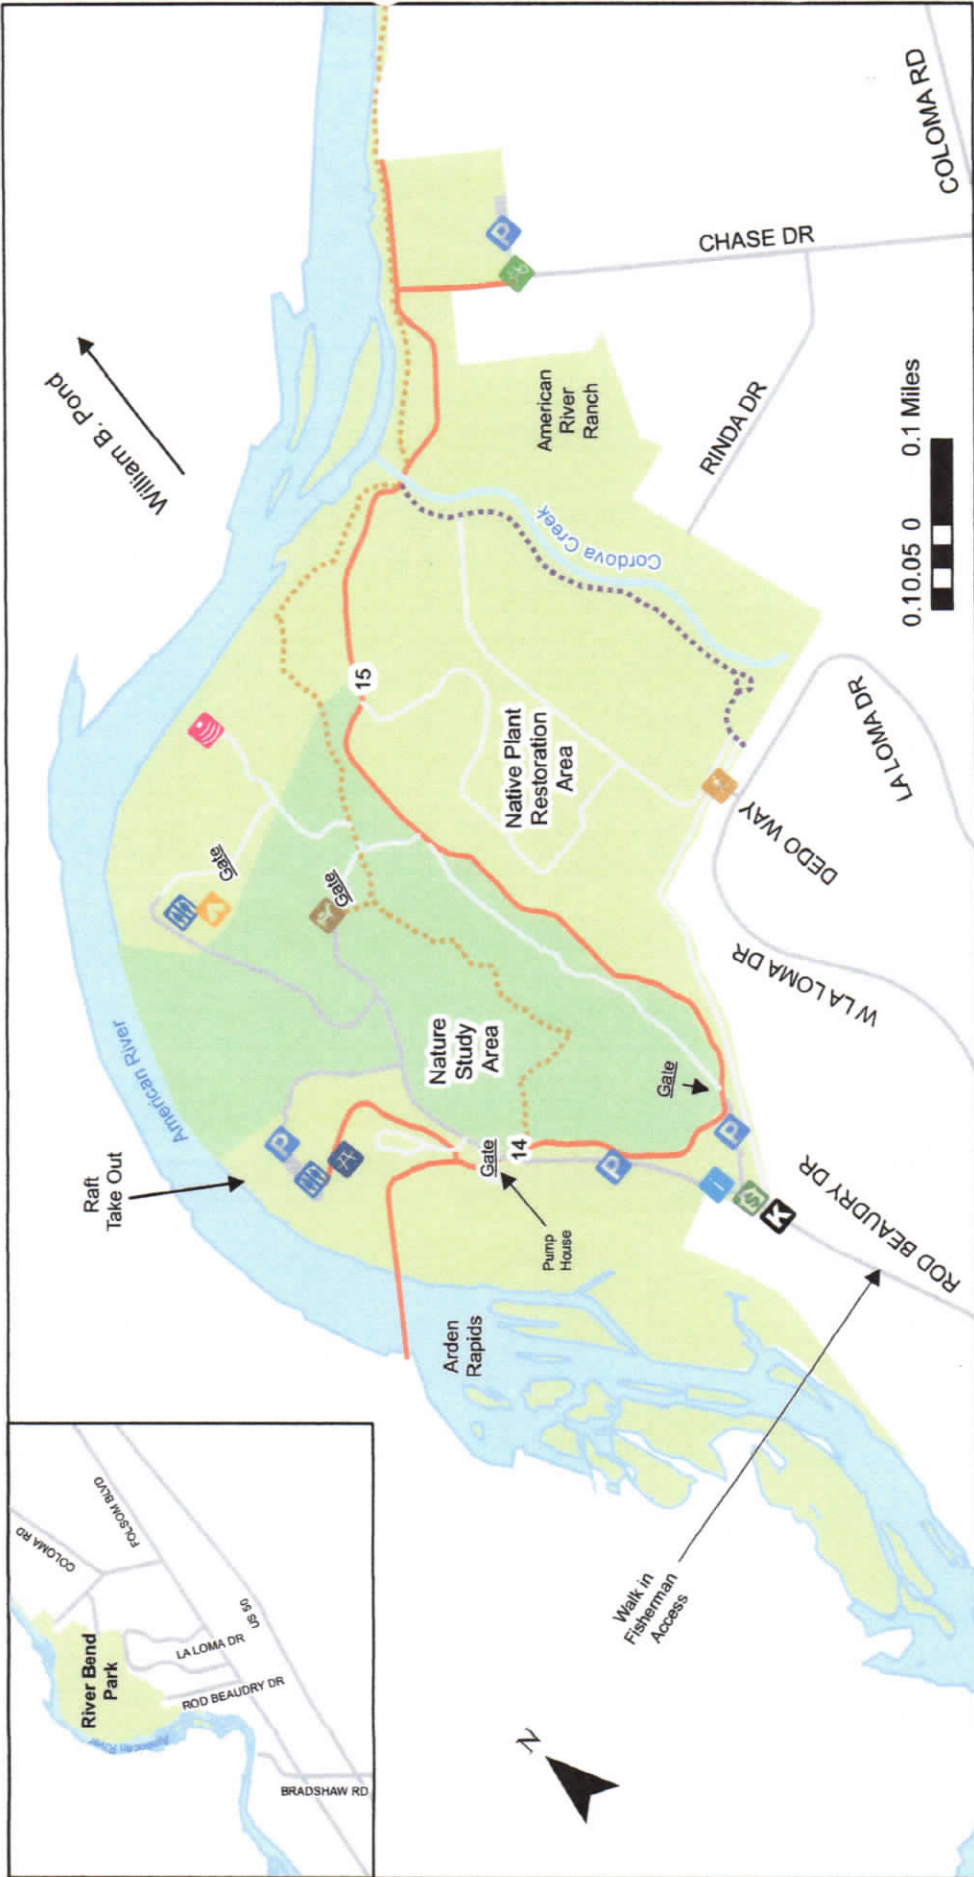 COLOMA RD
FOLSOM BLVD
US 50
River Bend
Park
LA LOMA DR
ROD BEAUDRY DR
American River
BRADSHAW RD
William B. Pond
American River
Raft
Take Out
Gate
Gate
15
Nature
Study
Area
Native Plant
Restoration
Area
Cordova Creek
American
River
Ranch
CHASE DR
COLOMA RD
RINDA DR
0.1 0.05 0 0.1 Miles
LA LOMA DR
DEDO WAY
W LA LOMA DR
Gate
14
Gate
Pump
House
Arden
Rapids
P
P
P
P
i
$
K
ROD BEAUDRY DR
Walk in
Fisherman
Access
N